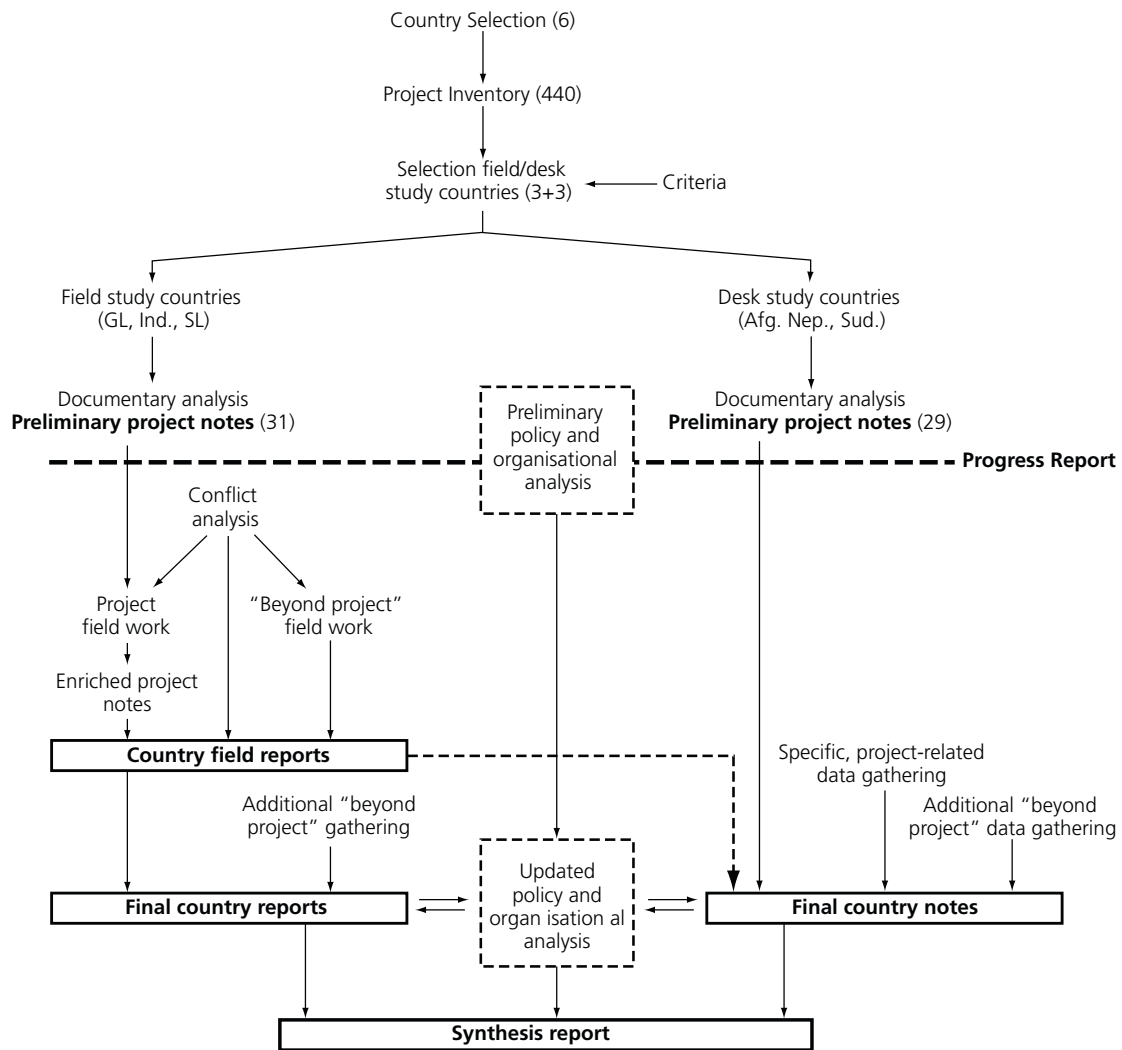 Country Selection (6)
Project Inventory (440)
Selection field/desk
study countries (3+3)
Criteria
Field study countries
(GL, Ind., SL)
Desk study countries
(Afg. Nep., Sud.)
Documentary analysis
Preliminary project notes (31)
Preliminary
policy and
organisational
analysis
Documentary analysis
Preliminary project notes (29)
Progress Report
Conflict
analysis
Project
field work
“Beyond project”
field work
Enriched project
notes
Country field reports
Specific, project-related
data gathering
Additional “beyond
project” gathering
Additional “beyond
project” data gathering
Updated
policy and
organ isation al
analysis
Final country reports
Final country notes
Synthesis report